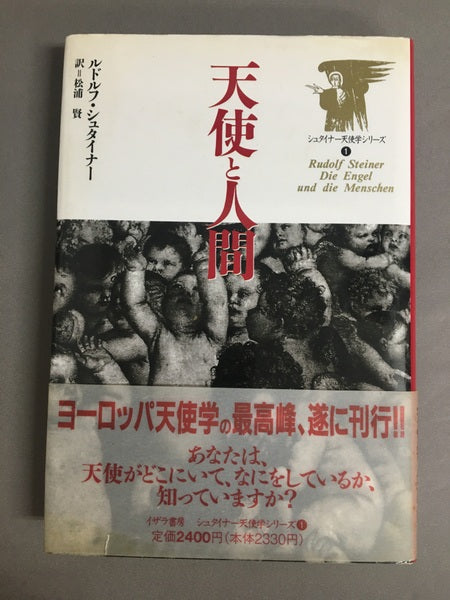 天使と人間
ルドルフ・シュタイナー
訳=松浦 賢
シュタイナー天使学シリーズ
1
Rudolf Steiner
Die Engel
und die Menschen
ヨーロッパ天使学の最高峰、遂に刊行!!
あなたは、
天使がどこにいて、なにをしているか、
知っていますか?
イザラ書房 シュタイナー天使学シリーズ1
定価2400円(本体2330円)